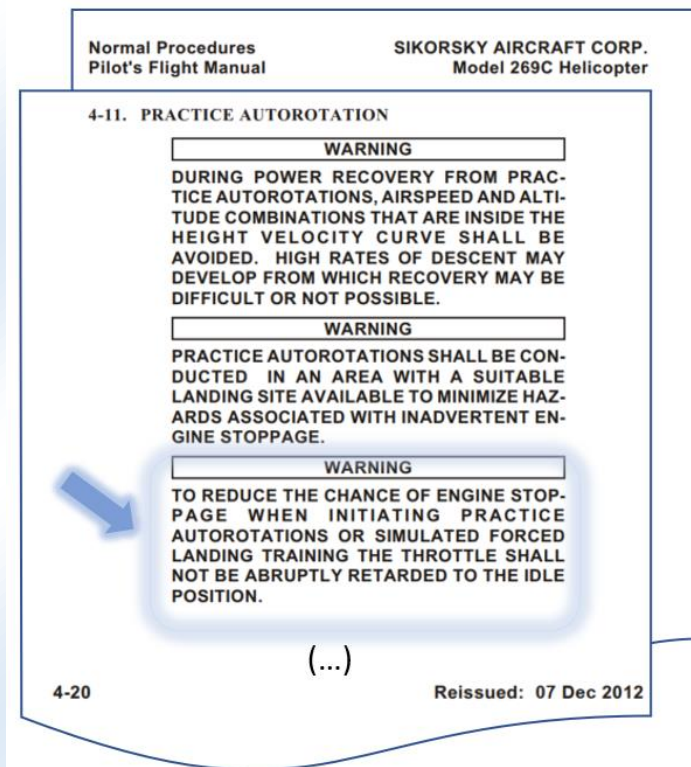 Normal Procedures SIKORSKY AIRCRAFT CORP.
Pilot's Flight Manual Model 269C Helicopter
4-11. PRACTICE AUTOROTATION
WARNING
DURING POWER RECOVERY FROM PRAC-
TICE AUTOROTATIONS, AIRSPEED AND ALTI-
TUDE COMBINATIONS THAT ARE INSIDE THE
HEIGHT VELOCITY CURVE SHALL BE
AVOIDED. HIGH RATES OF DESCENT MAY
DEVELOP FROM WHICH RECOVERY MAY BE
DIFFICULT OR NOT POSSIBLE.
WARNING
PRACTICE AUTOROTATIONS SHALL BE CON-
DUCTED IN AN AREA WITH A SUITABLE
LANDING SITE AVAILABLE TO MINIMIZE HAZ-
ARDS ASSOCIATED WITH INADVERTENT EN-
GINE STOPPAGE.
WARNING
TO REDUCE THE CHANCE OF ENGINE STOP-
PAGE WHEN INITIATING PRACTICE
AUTOROTATIONS OR SIMULATED FORCED
LANDING TRAINING THE THROTTLE SHALL
NOT BE ABRUPTLY RETARDED TO THE IDLE
POSITION.
(...)
4-20 Reissued: 07 Dec 2012